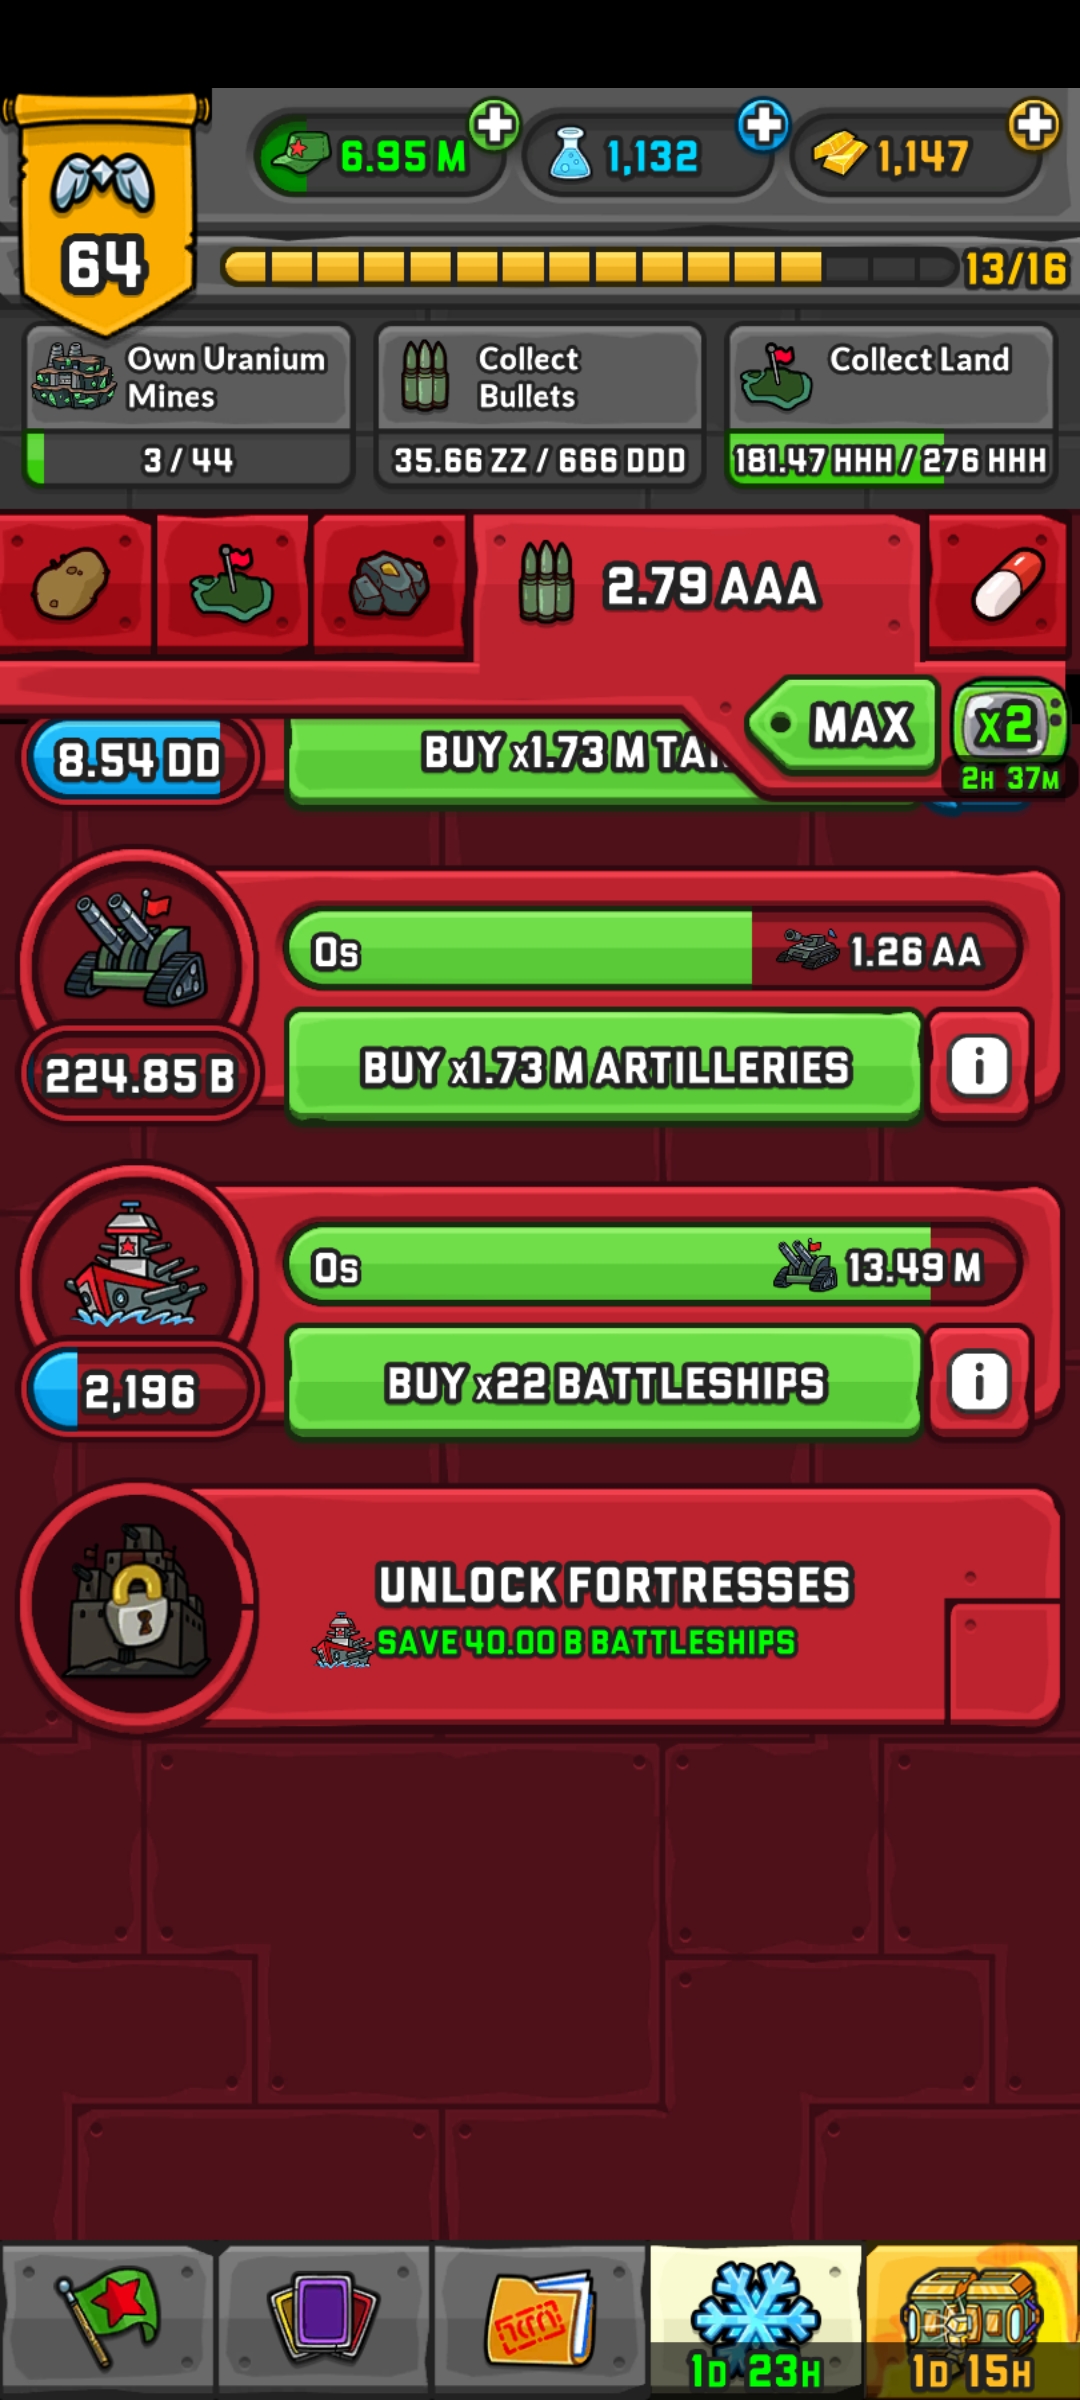 6.95 M
1,132
1,147
64
13/16
Own Uranium
Mines
3 / 44
Collect
Bullets
35.66 ZZ / 666 DDD
Collect Land
181.47 HHH / 276 HHH
2.79 AAA
MAX
x2
2H 37M
8.54 DD
BUY x1.73 M
0s
1.26 AA
224.85 B
BUY x1.73 M ARTILLERIES
i
0s
13.49 M
2,196
BUY x22 BATTLESHIPS
i
UNLOCK FORTRESSES
SAVE 40.00 B BATTLESHIPS
1D 23H
1D 15H